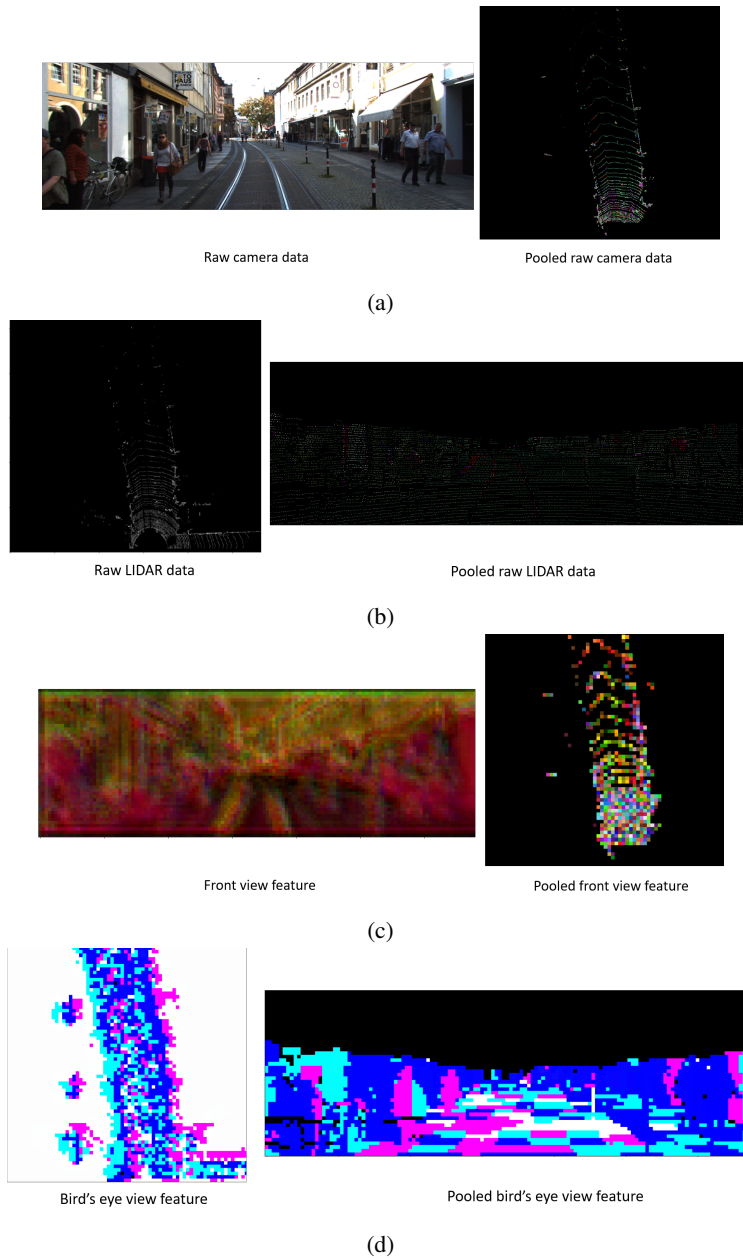 Raw camera data
Pooled raw camera data
(a)
Raw LIDAR data
Pooled raw LIDAR data
(b)
Front view feature
Pooled front view feature
(c)
Bird's eye view feature
Pooled bird's eye view feature
(d)